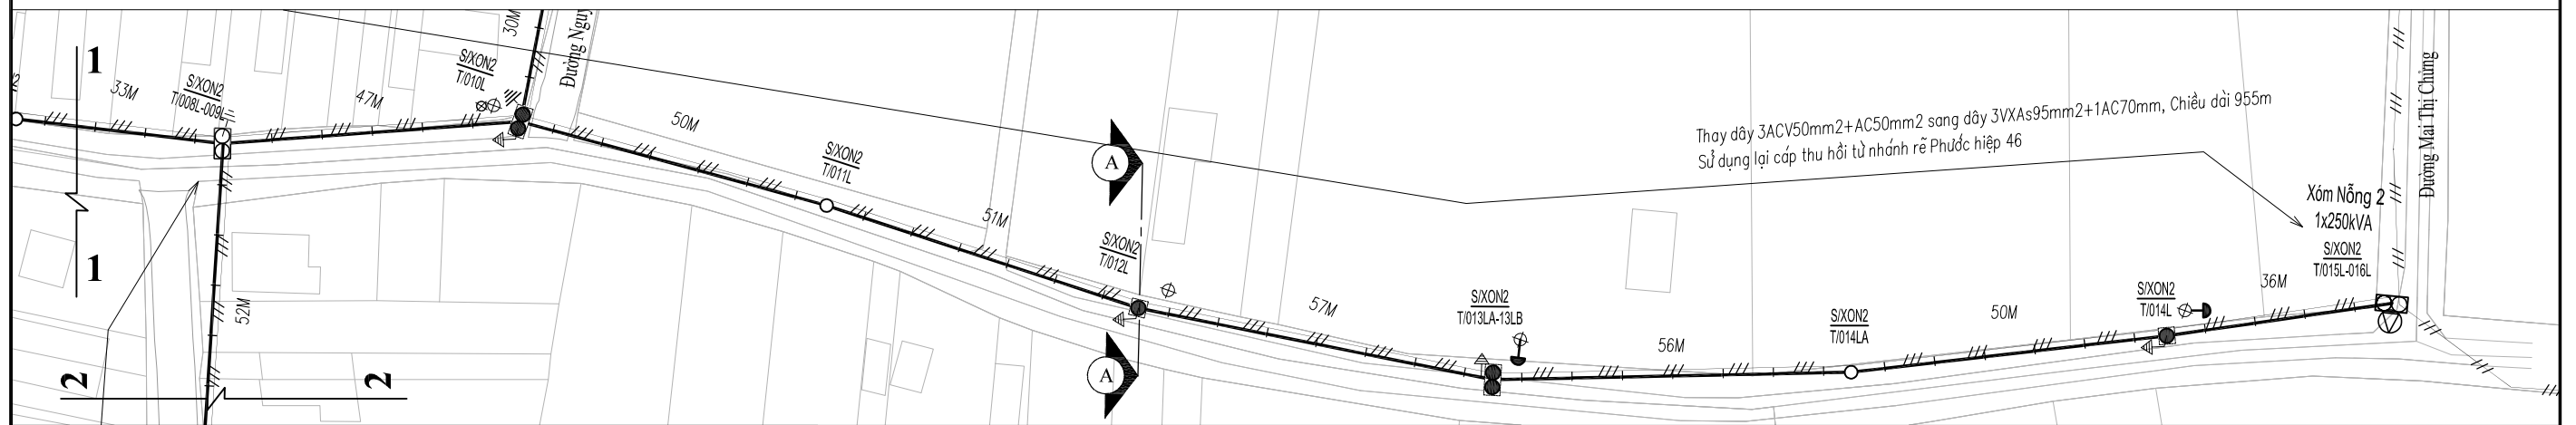 1
33M
S/XON2
T/008L-009L
47M
S/XON2
T/010L
30M
Đường Nguy
50M
S/XON2
T/011L
51M
A
S/XON2
T/012L
A
57M
S/XON2
T/013LA-13LB
56M
S/XON2
T/014LA
50M
S/XON2
T/014L
36M
Thay dây 3ACV50mm2+AC50mm2 sang dây 3VXAs95mm2+1AC70mm, Chiều dài 955m
Sử dụng lại cáp thu hồi từ nhánh rẽ Phước hiệp 46
Xóm Nỗng 2
1x250kVA
S/XON2
T/015L-016L
Đường Mai Thị Chừng
1
52M
2
2